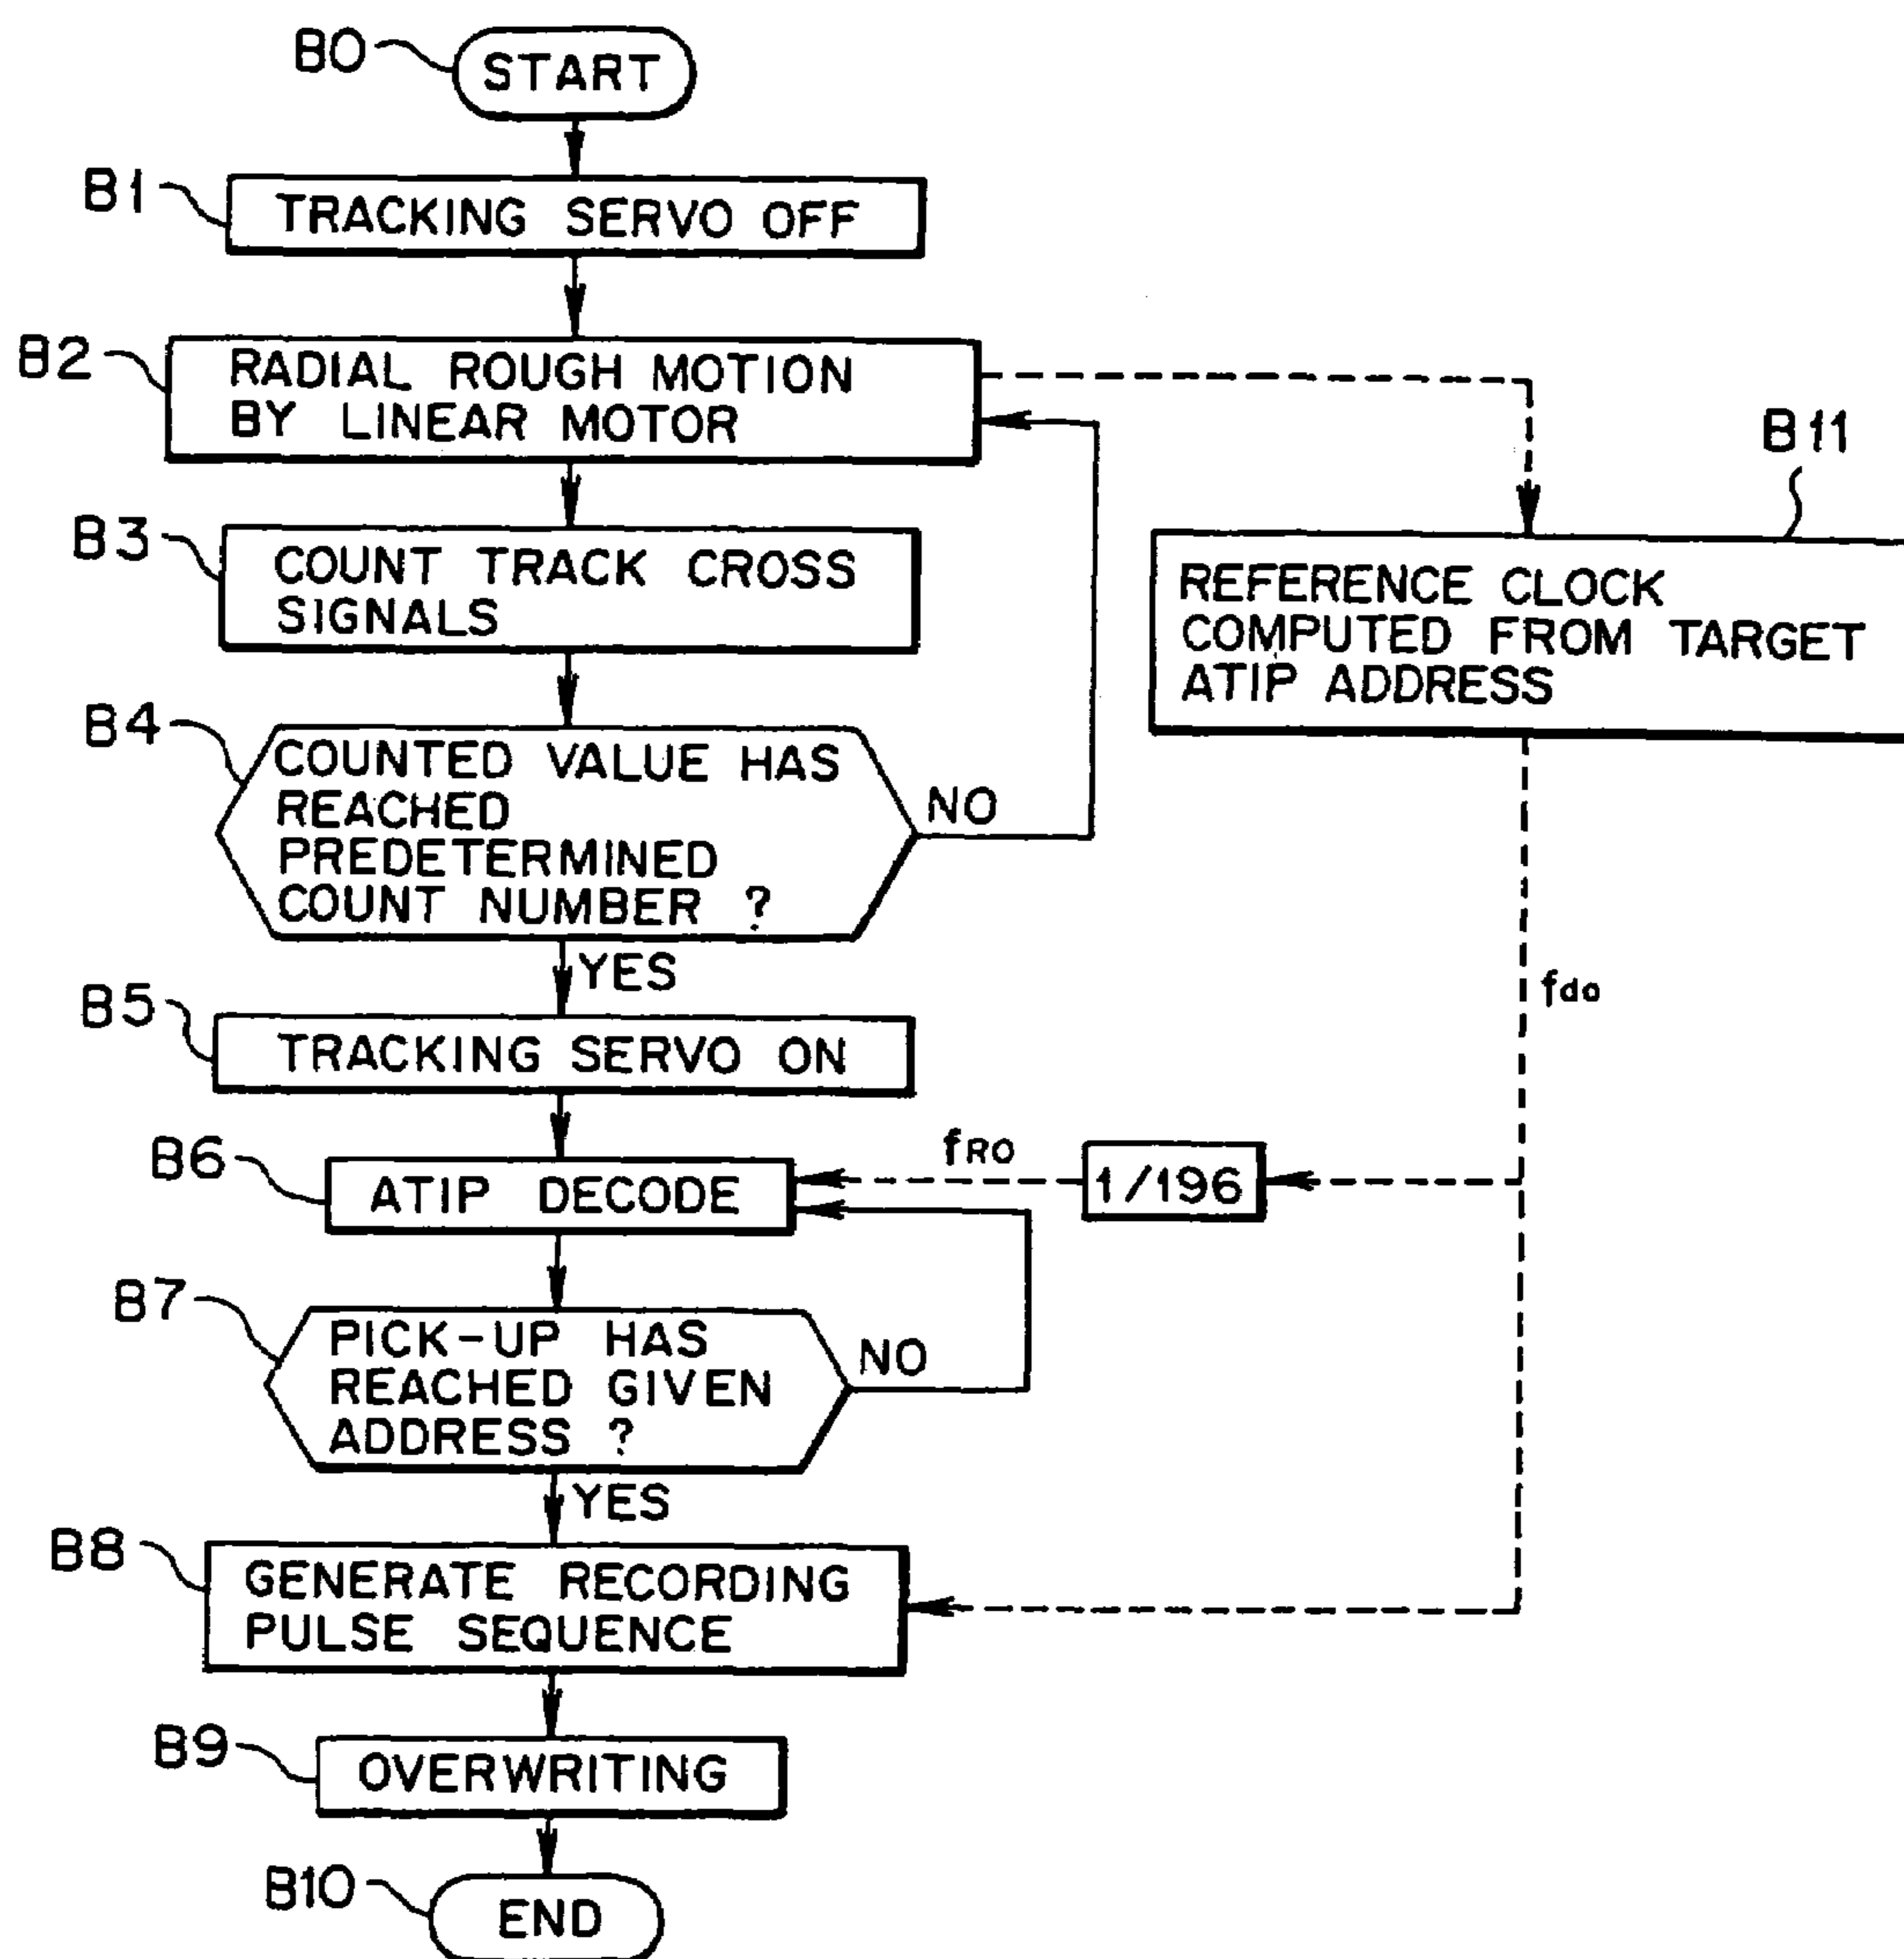 B0
START
B1
TRACKING SERVO OFF
B2
RADIAL ROUGH MOTION
BY LINEAR MOTOR
B11
B3
COUNT TRACK CROSS
SIGNALS
REFERENCE CLOCK
COMPUTED FROM TARGET
ATIP ADDRESS
B4
COUNTED VALUE HAS
REACHED
PREDETERMINED
COUNT NUMBER ?
NO
YES
fdo
B5
TRACKING SERVO ON
B6
ATIP DECODE
fRO
1/196
B7
PICK-UP HAS
REACHED GIVEN
ADDRESS ?
NO
YES
B8
GENERATE RECORDING
PULSE SEQUENCE
B9
OVERWRITING
B10
END